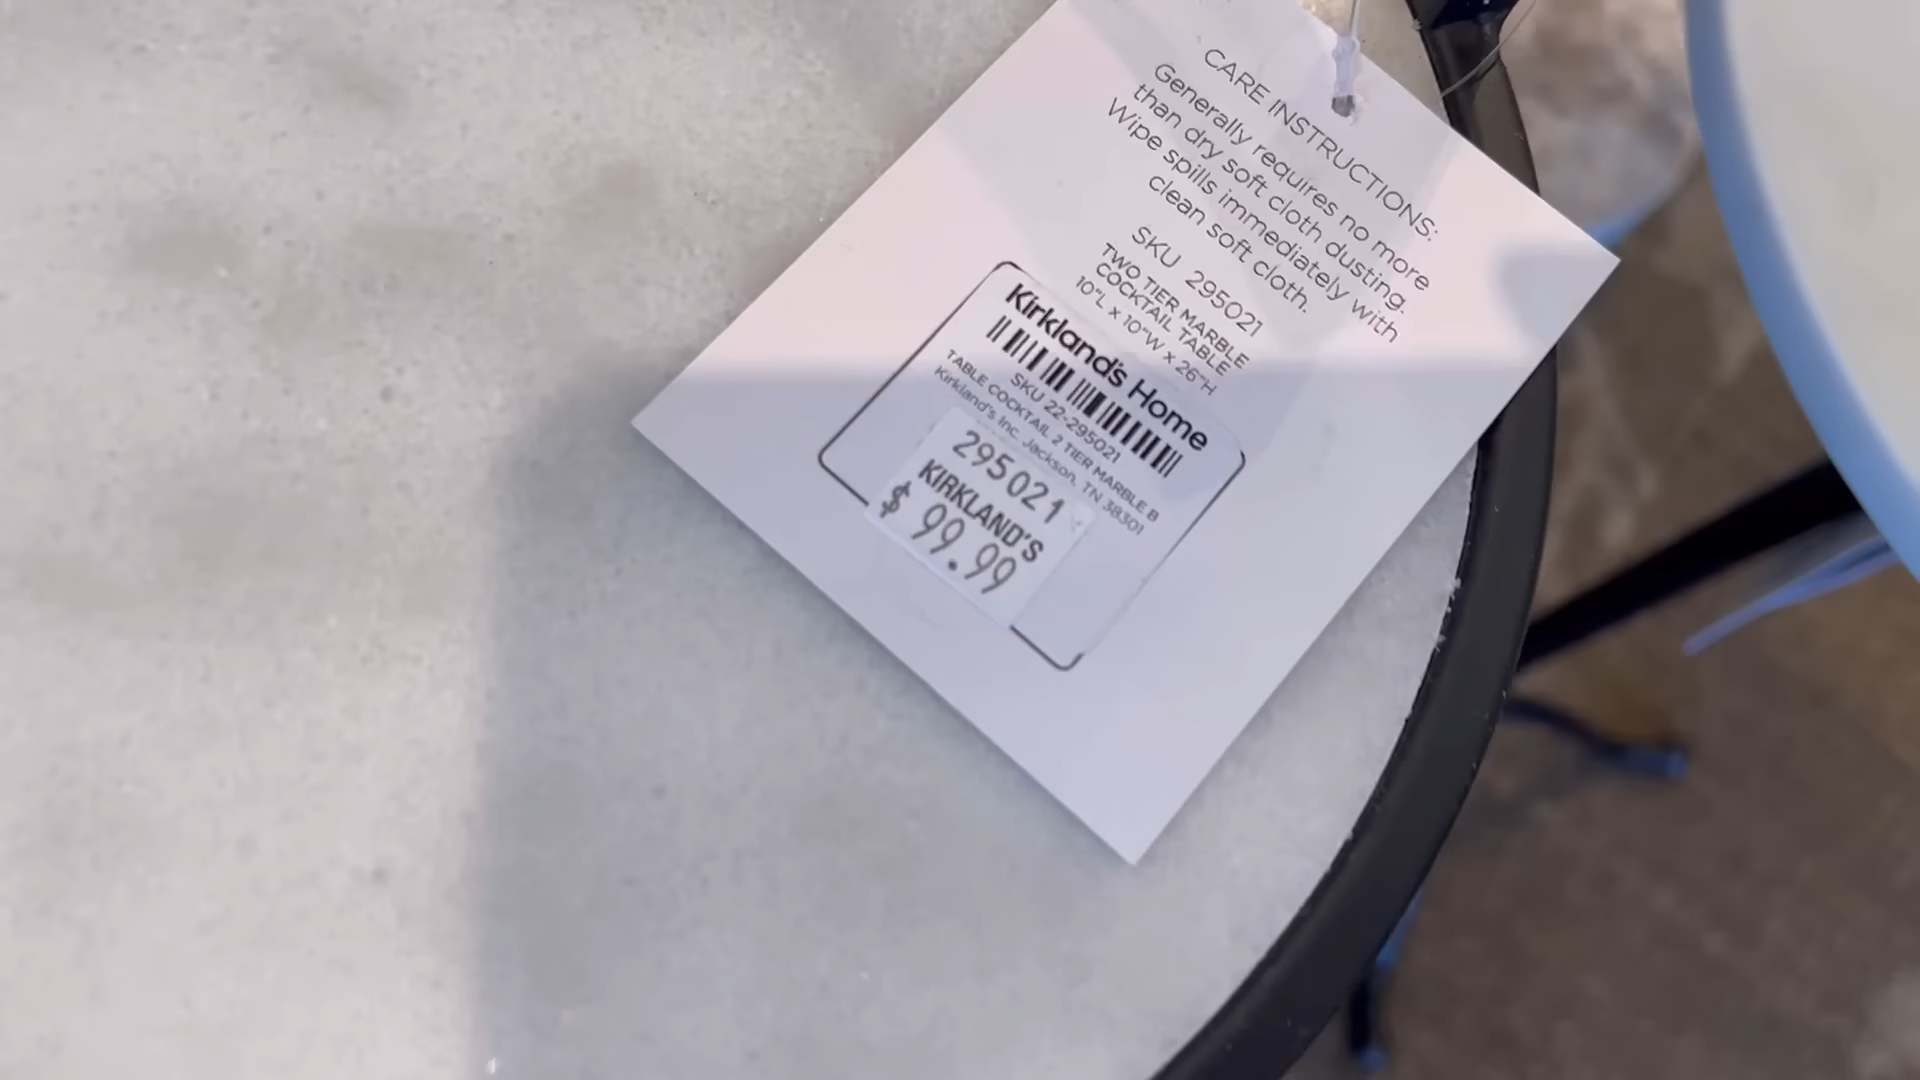 CARE INSTRUCTIONS:
Generally requires no more
than dry soft cloth dusting.
Wipe spills immediately with
clean soft cloth.
SKU 295021
TWO TIER MARBLE
COCKTAIL TABLE
10"L x 10"W x 26"H
Kirkland's Home
SKU 22-295021
TABLE COCKTAIL 2 TIER MARBLE B
Kirkland's Inc. Jackson, TN 38301
295021
KIRKLAND'S
$ 99.99